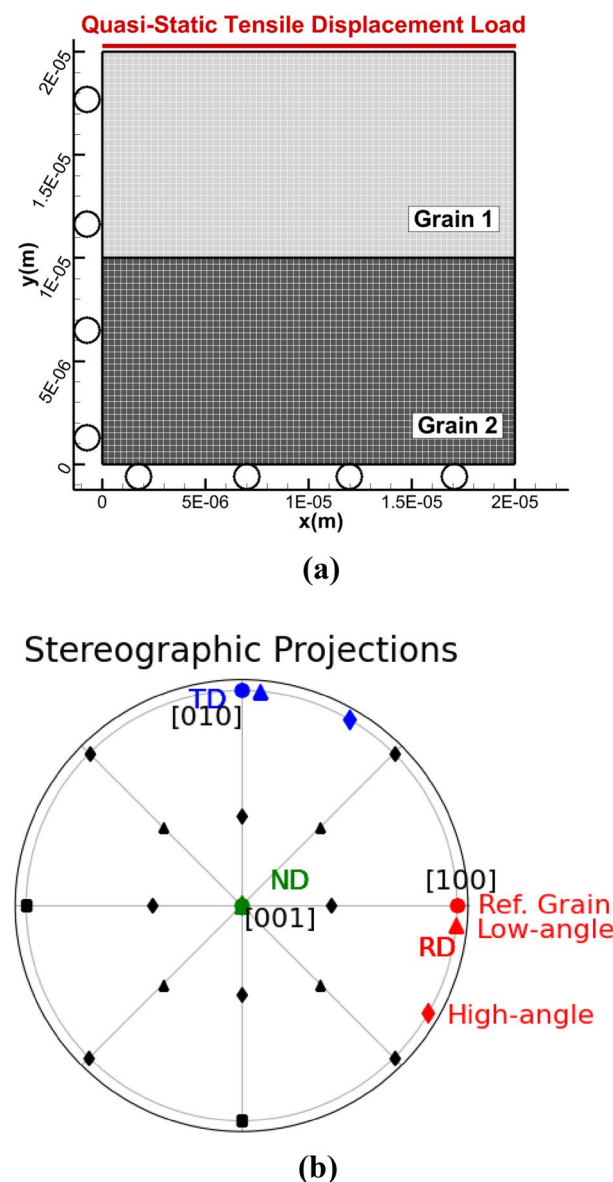 Quasi-Static Tensile Displacement Load
2E-05
1.5E-05
1E-05
5E-06
0
y(m)
Grain 1
Grain 2
0 5E-06 1E-05 1.5E-05 2E-05
x(m)
(a)
Stereographic Projections
TD
[010]
ND
[001]
[100]
Ref. Grain
Low-angle
RD
High-angle
(b)